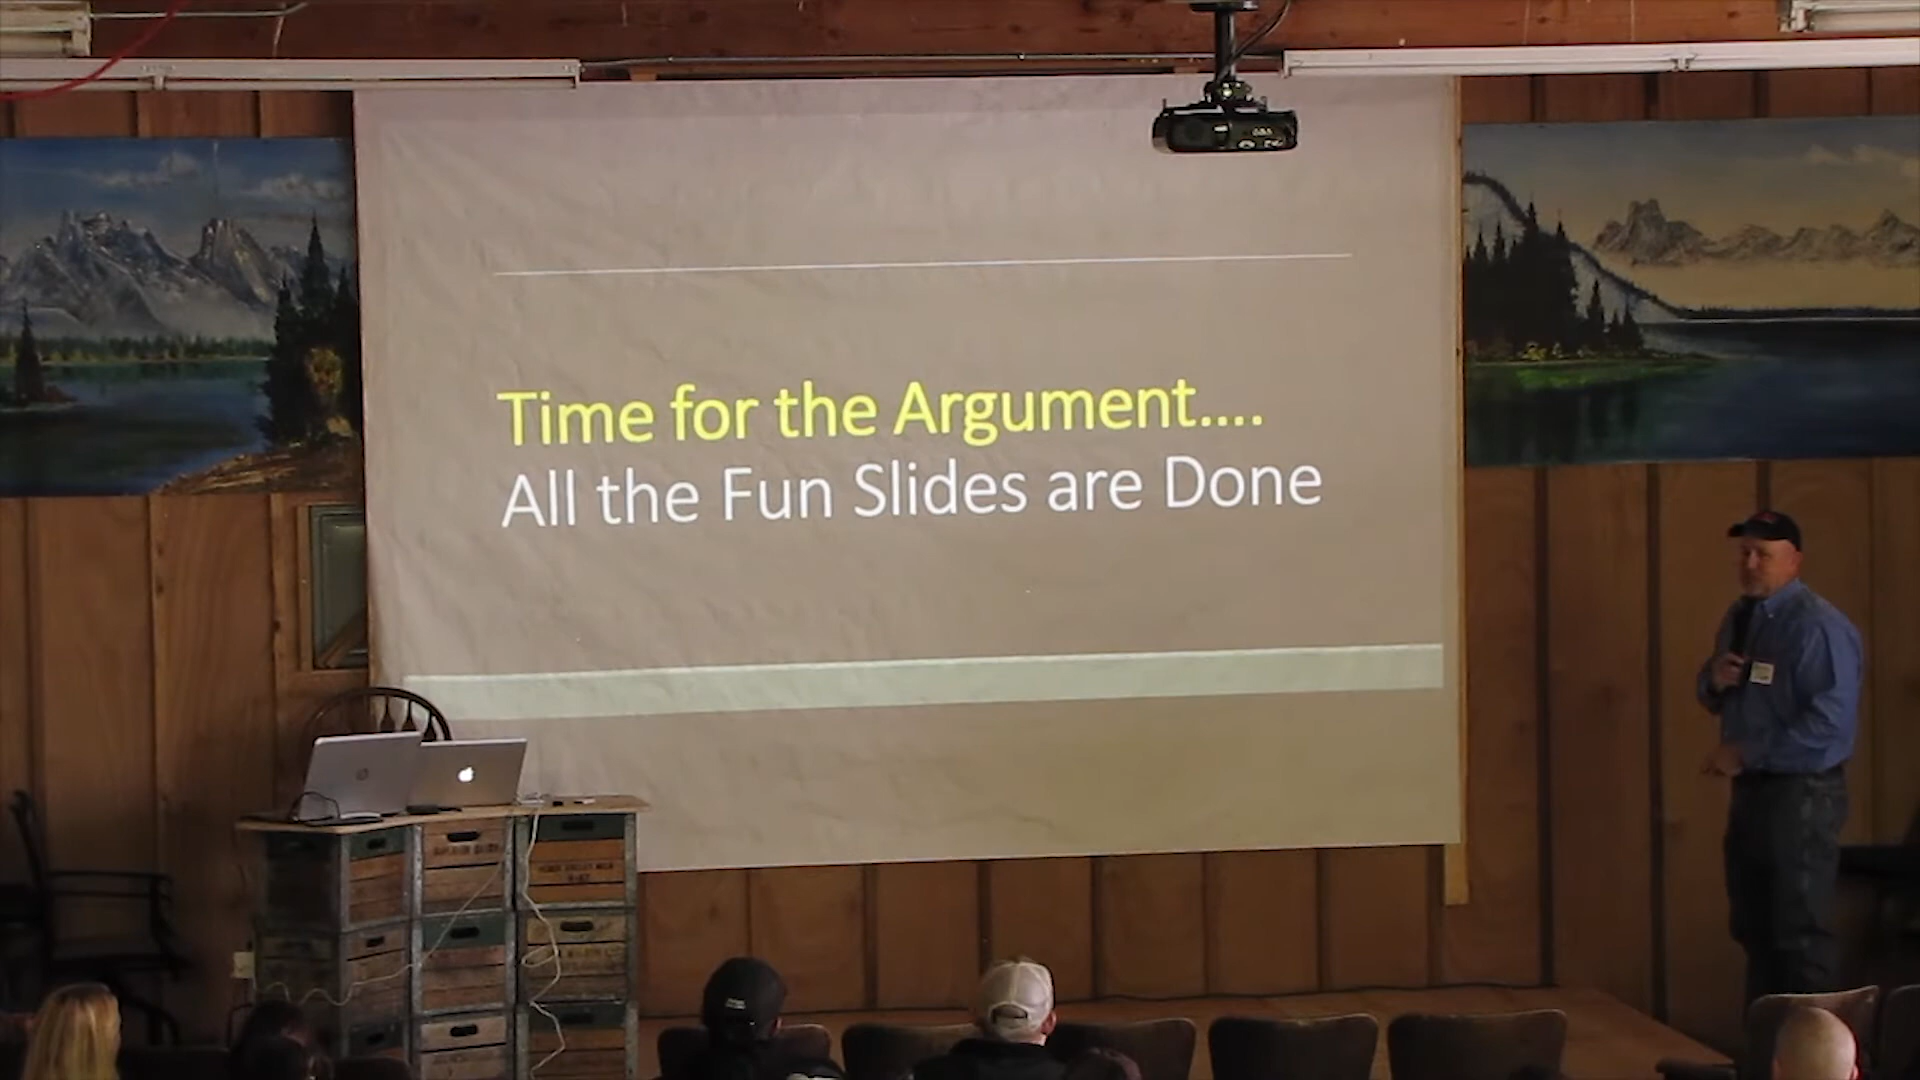 Time for the Argument....
All the Fun Slides are Done